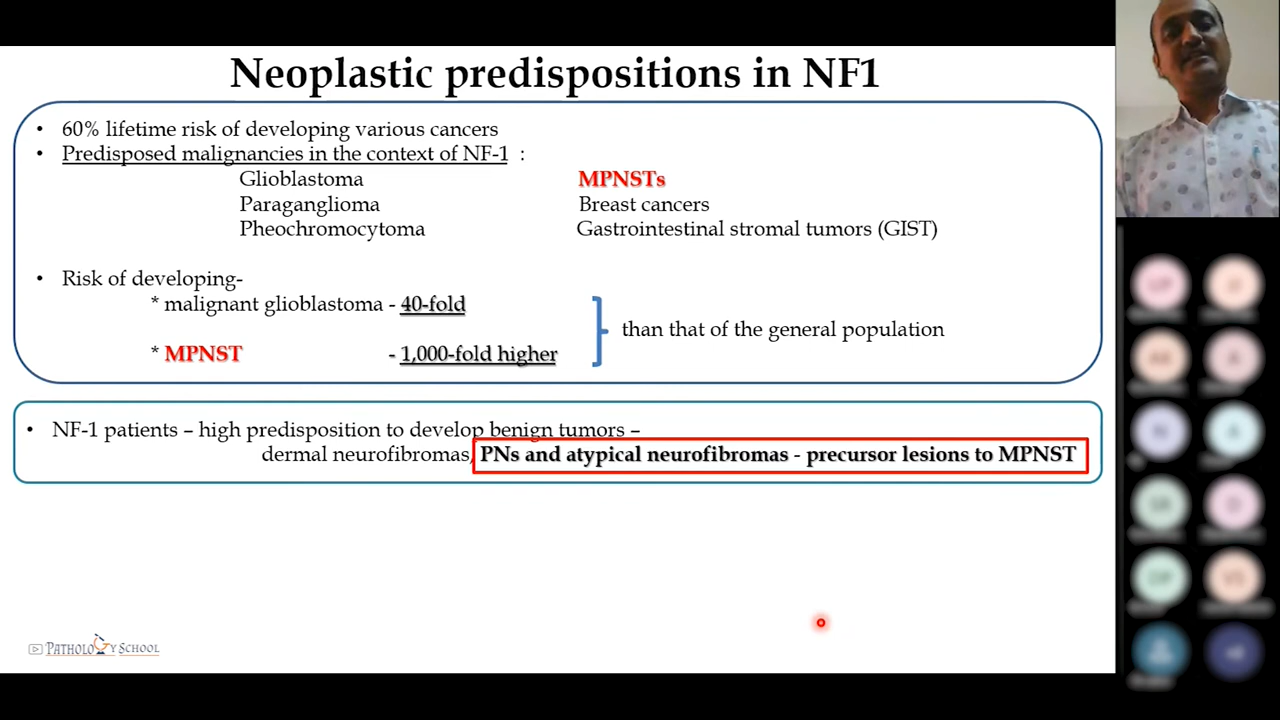 Neoplastic predispositions in NF1
• 60% lifetime risk of developing various cancers
• Predisposed malignancies in the context of NF-1 :
Glioblastoma MPNSTs
Paraganglioma Breast cancers
Pheochromocytoma Gastrointestinal stromal tumors (GIST)
• Risk of developing-
* malignant glioblastoma - 40-fold
than that of the general population
* MPNST - 1,000-fold higher
• NF-1 patients – high predisposition to develop benign tumors –
dermal neurofibromas, PNs and atypical neurofibromas - precursor lesions to MPNST
PATHOLOGY SCHOOL